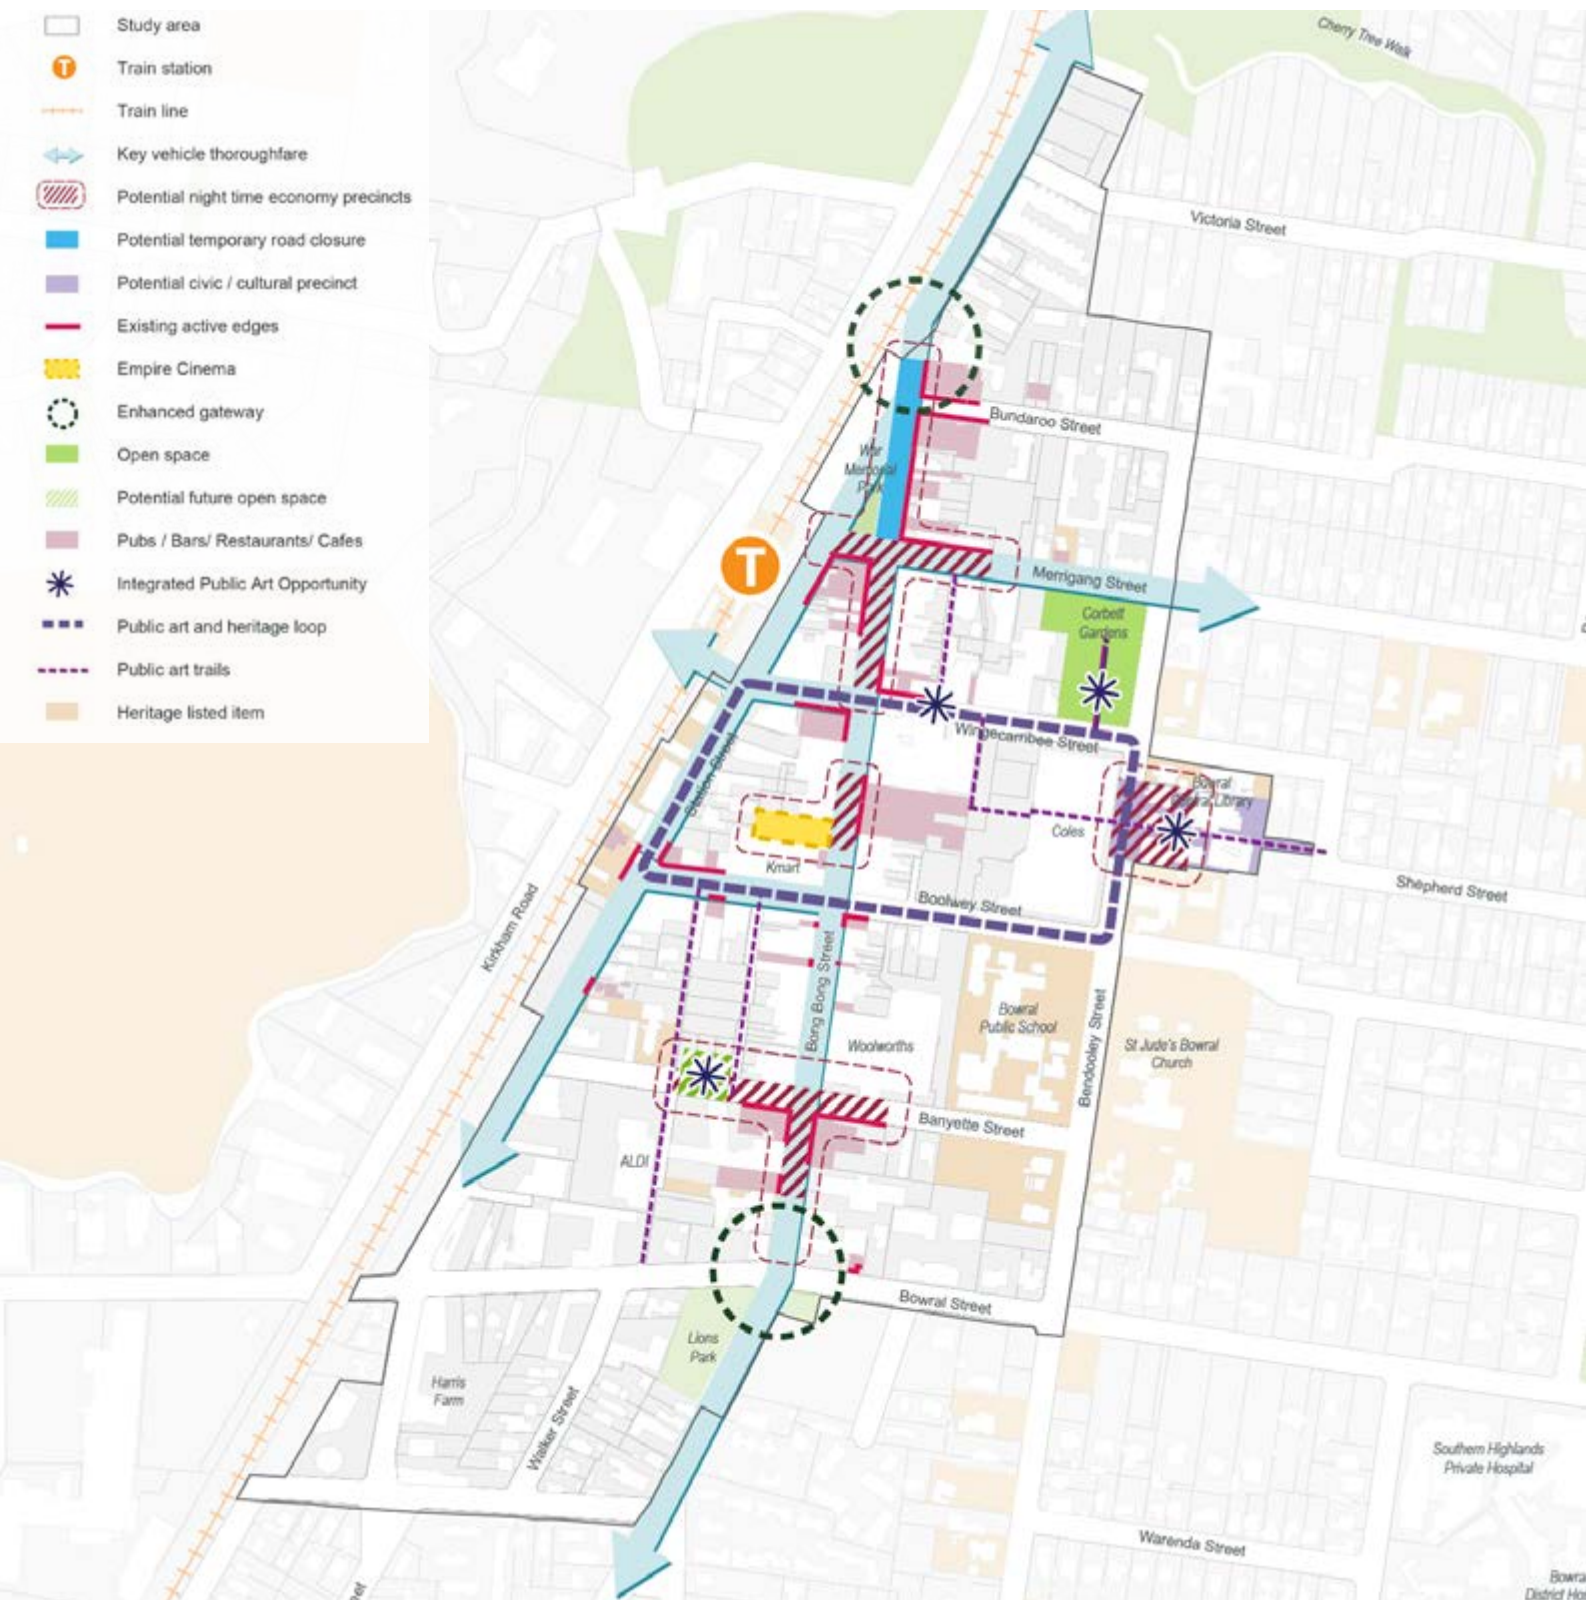 Study area
T
Train station
Train line
Key vehicle thoroughfare
Potential night time economy precincts
Potential temporary road closure
Potential civic / cultural precinct
Existing active edges
Empire Cinema
Enhanced gateway
Open space
Potential future open space
Pubs / Bars/ Restaurants/ Cafes
Integrated Public Art Opportunity
Public art and heritage loop
Public art trails
Heritage listed item
Cherry Tree Walk
Victoria Street
Bundaroo Street
War
Memorial
Park
T
Merrigang Street
Corbett
Gardens
Wingecarribee Street
Station Street
Bowral
Library
Coles
Kmart
Shepherd Street
Boolwey Street
Kirkham Road
Bong Bong Street
Bowral
Public School
Woolworths
Bendooley Street
St Jude's Bowral
Church
Banyette Street
ALDI
Bowral Street
Lions
Park
Harris
Farm
Walker Street
Southern Highlands
Private Hospital
Warenda Street